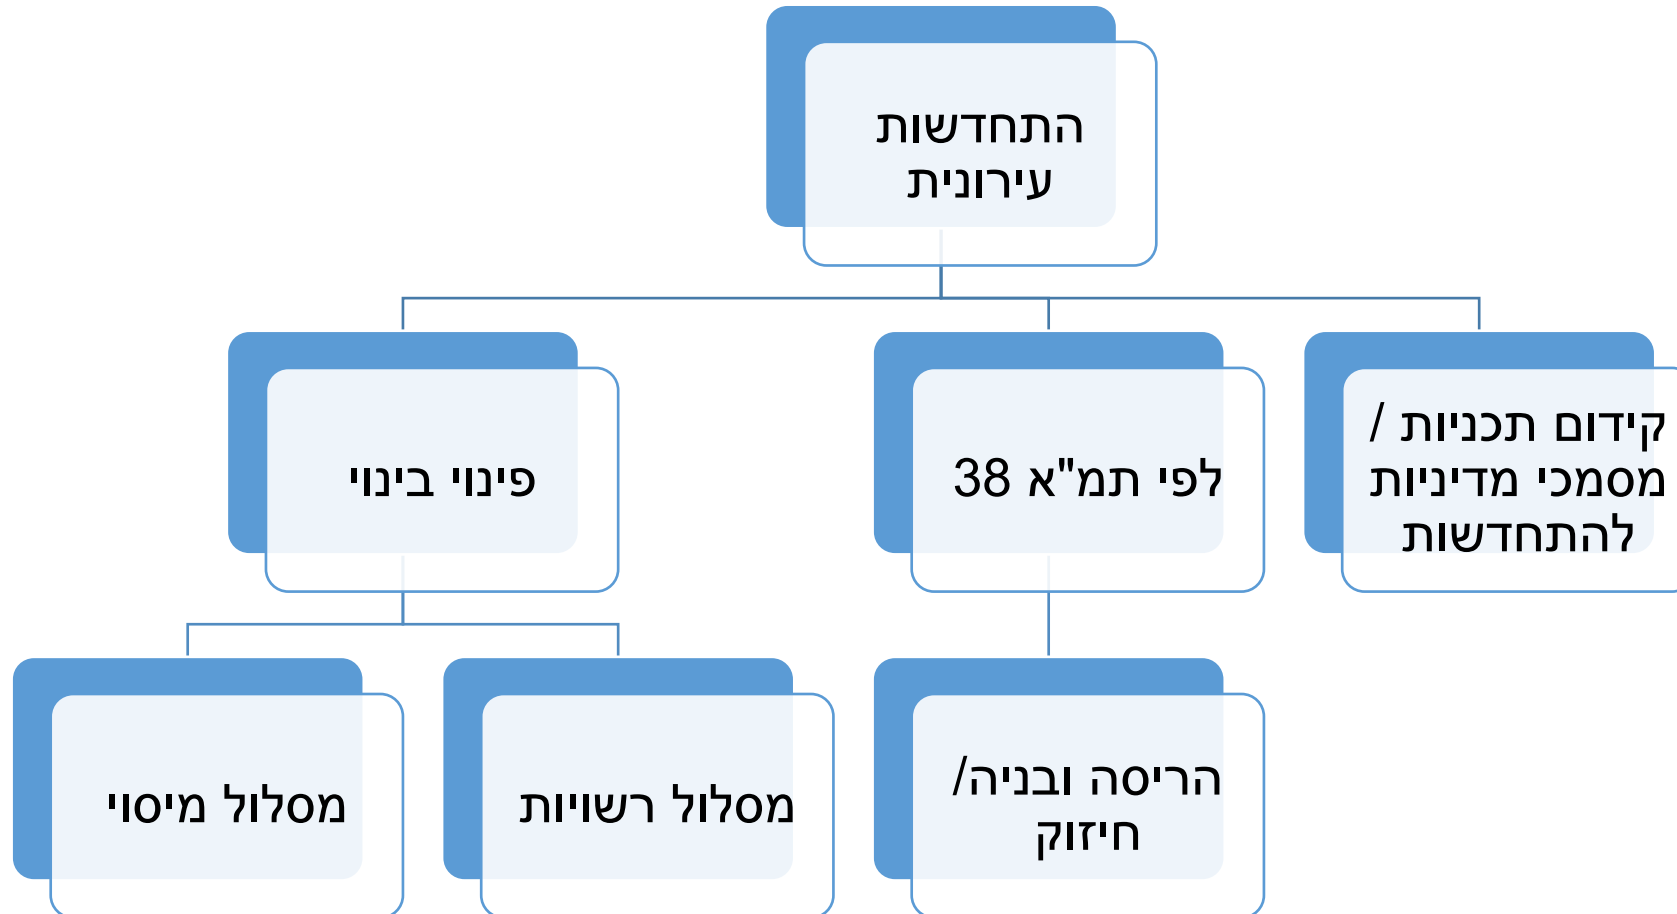 התחדשות
עירונית
קידום תכניות /
מסמכי מדיניות
להתחדשות
לפי תמ"א 38
פינוי בינוי
הריסה ובניה/
חיזוק
מסלול רשויות
מסלול מיסוי